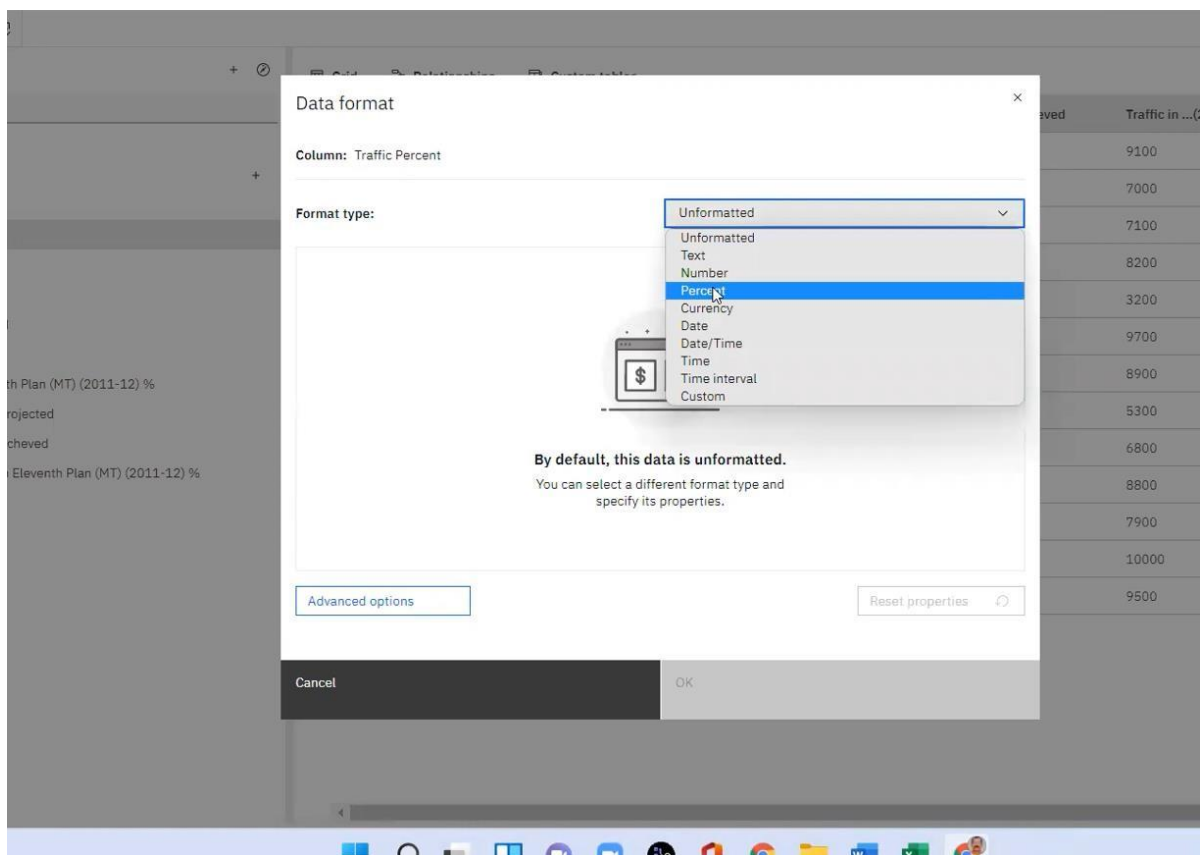 Grid Relationships Custom tables
Data format
eved Traffic in ...(2
Column: Traffic Percent
9100
7000
Format type: Unformatted
7100
Unformatted
Text
8200
Number
Percent
3200
Currency
Date
9700
Date/Time
Time
8900
Time interval
th Plan (MT) (2011-12) %
Custom
$
rojected
5300
cheved
6800
By default, this data is unformatted.
Eleventh Plan (MT) (2011-12) %
You can select a different format type and
8800
specify its properties.
7900
10000
Advanced options Reset properties
9500
Cancel OK